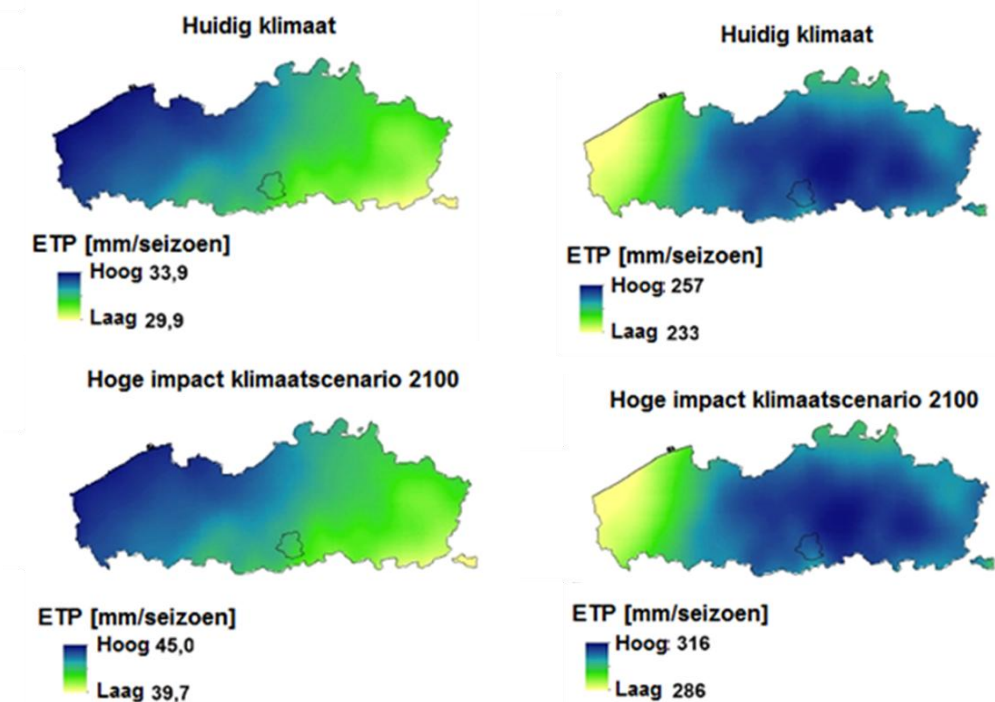 Huidig klimaat
ETP [mm/seizoen]
Hoog 33,9
Laag 29,9
Huidig klimaat
ETP [mm/seizoen]
Hoog: 257
Laag 233
Hoge impact klimaatscenario 2100
ETP [mm/seizoen]
Hoog 45,0
Laag 39,7
Hoge impact klimaatscenario 2100
ETP [mm/seizoen]
Hoog: 316
Laag 286